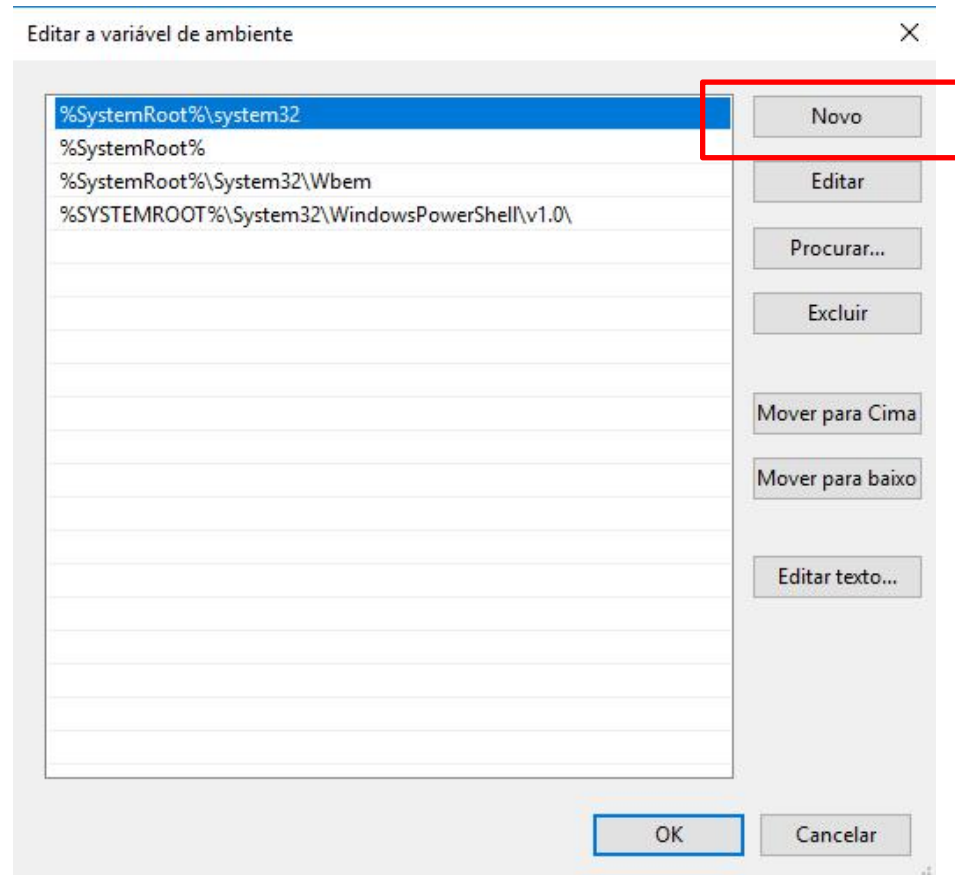 Editar a variável de ambiente
%SystemRoot%\system32
%SystemRoot%
%SystemRoot%\System32\Wbem
%SYSTEMROOT%\System32\WindowsPowerShell\v1.0\
Novo
Editar
Procurar...
Excluir
Mover para Cima
Mover para baixo
Editar texto...
OK
Cancelar